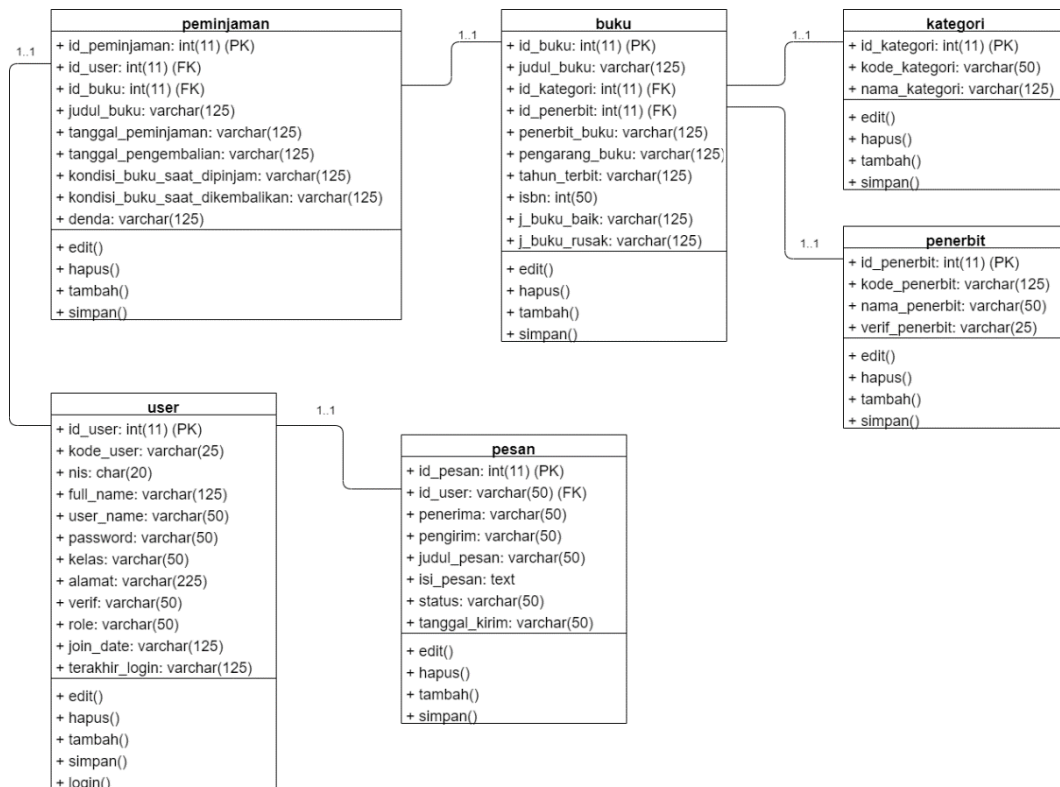 peminjaman
+ id_peminjaman: int(11) (PK)
+ id_user: int(11) (FK)
+ id_buku: int(11) (FK)
+ judul_buku: varchar(125)
+ tanggal_peminjaman: varchar(125)
+ tanggal_pengembalian: varchar(125)
+ kondisi_buku_saat_dipinjam: varchar(125)
+ kondisi_buku_saat_dikembalikan: varchar(125)
+ denda: varchar(125)
+ edit()
+ hapus()
+ tambah()
+ simpan()
1..1
1..1
buku
+ id_buku: int(11) (PK)
+ judul_buku: varchar(125)
+ id_kategori: int(11) (FK)
+ id_penerbit: int(11) (FK)
+ penerbit_buku: varchar(125)
+ pengarang_buku: varchar(125)
+ tahun_terbit: varchar(125)
+ isbn: int(50)
+ j_buku_baik: varchar(125)
+ j_buku_rusak: varchar(125)
+ edit()
+ hapus()
+ tambah()
+ simpan()
1..1
kategori
+ id_kategori: int(11) (PK)
+ kode_kategori: varchar(50)
+ nama_kategori: varchar(125)
+ edit()
+ hapus()
+ tambah()
+ simpan()
1..1
penerbit
+ id_penerbit: int(11) (PK)
+ kode_penerbit: varchar(125)
+ nama_penerbit: varchar(50)
+ verif_penerbit: varchar(25)
+ edit()
+ hapus()
+ tambah()
+ simpan()
user
+ id_user: int(11) (PK)
+ kode_user: varchar(25)
+ nis: char(20)
+ full_name: varchar(125)
+ user_name: varchar(50)
+ password: varchar(50)
+ kelas: varchar(50)
+ alamat: varchar(225)
+ verif: varchar(50)
+ role: varchar(50)
+ join_date: varchar(125)
+ terakhir_login: varchar(125)
+ edit()
+ hapus()
+ tambah()
+ simpan()
+ login()
1..1
pesan
+ id_pesan: int(11) (PK)
+ id_user: varchar(50) (FK)
+ penerima: varchar(50)
+ pengirim: varchar(50)
+ judul_pesan: varchar(50)
+ isi_pesan: text
+ status: varchar(50)
+ tanggal_kirim: varchar(50)
+ edit()
+ hapus()
+ tambah()
+ simpan()